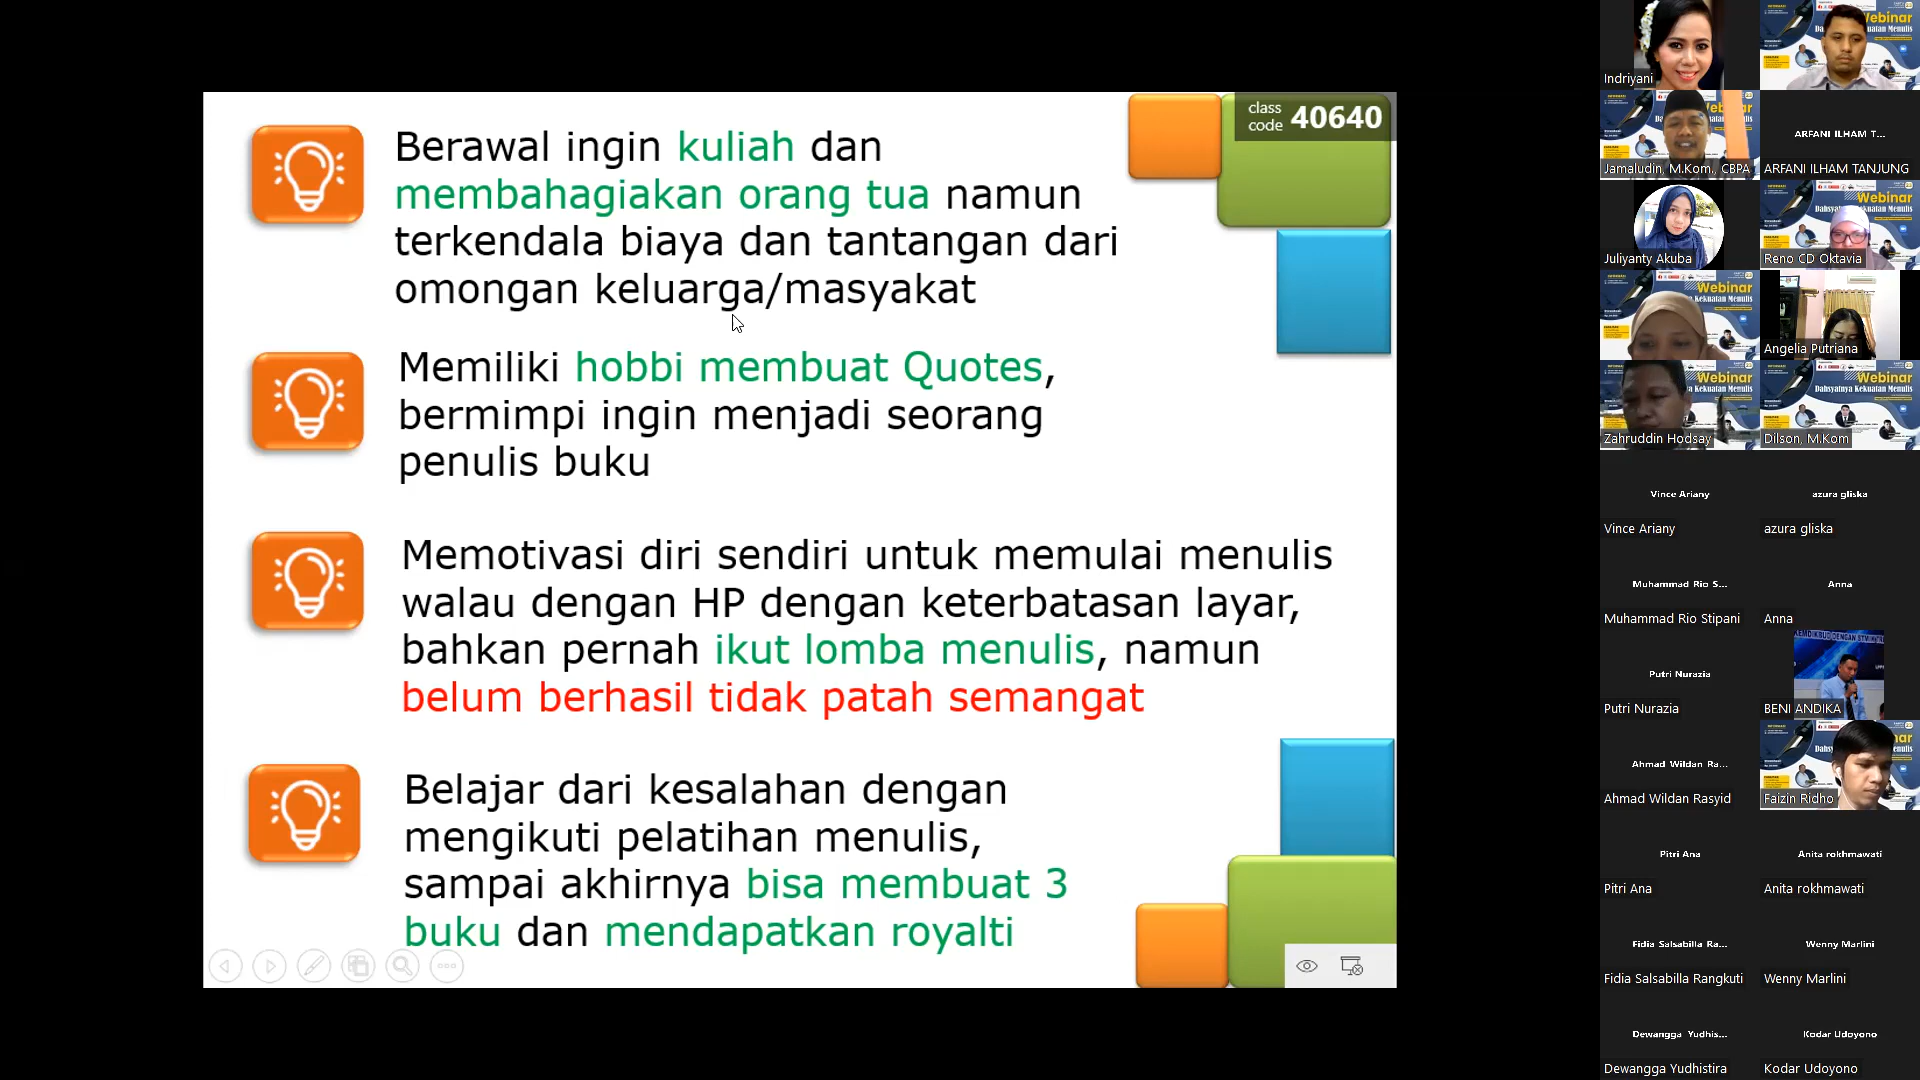 class
code 40640
Berawal ingin kuliah dan
membahagiakan orang tua namun
terkendala biaya dan tantangan dari
omongan keluarga/masyakat
Memiliki hobbi membuat Quotes,
bermimpi ingin menjadi seorang
penulis buku
Memotivasi diri sendiri untuk memulai menulis
walau dengan HP dengan keterbatasan layar,
bahkan pernah ikut lomba menulis, namun
belum berhasil tidak patah semangat
Belajar dari kesalahan dengan
mengikuti pelatihan menulis,
sampai akhirnya bisa membuat 3
buku dan mendapatkan royalti
Indriyani
Jamaludin, M.Kom., CBPA
ARFANI ILHAM T...
ARFANI ILHAM TANJUNG
Juliyanty Akuba
Reno CD Oktavia
Webinar
Angelia Putriana
Webinar
Zahruddin Hodsay
Webinar
Dahsyatnya Kekuatan Menulis
Dilson, M.Kom
Vince Ariany
Vince Ariany
azura gliska
azura gliska
Muhammad Rio S...
Muhammad Rio Stipani
Anna
Anna
Putri Nurazia
Putri Nurazia
BENI ANDIKA
Ahmad Wildan Ra...
Ahmad Wildan Rasyid
Faizin Ridho
Pitri Ana
Pitri Ana
Anita rokhmawati
Anita rokhmawati
Fidia Salsabilla Ra...
Fidia Salsabilla Rangkuti
Wenny Marlini
Wenny Marlini
Dewangga Yudhis...
Dewangga Yudhistira
Kodar Udoyono
Kodar Udoyono